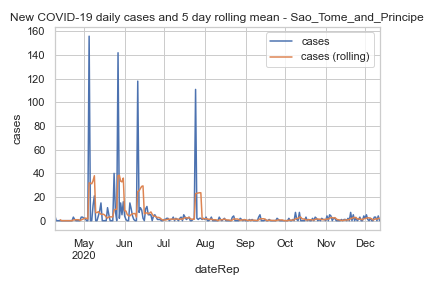 New COVID-19 daily cases and 5 day rolling mean - Sao_Tome_and_Principe
cases
cases (rolling)
cases
160
140
120
100
80
60
40
20
0
May
2020
Jun
Jul
Aug
Sep
Oct
Nov
Dec
dateRep